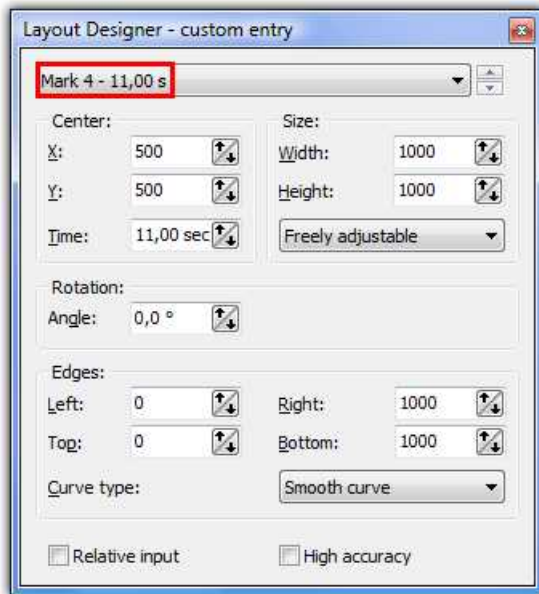 Layout Designer - custom entry
Mark 4 - 11,00 s
Center:
Size:
X: 500
Width: 1000
Y: 500
Height: 1000
Time: 11,00 sec
Freely adjustable
Rotation:
Angle: 0,0 °
Edges:
Left: 0
Right: 1000
Top: 0
Bottom: 1000
Curve type: Smooth curve
Relative input
High accuracy